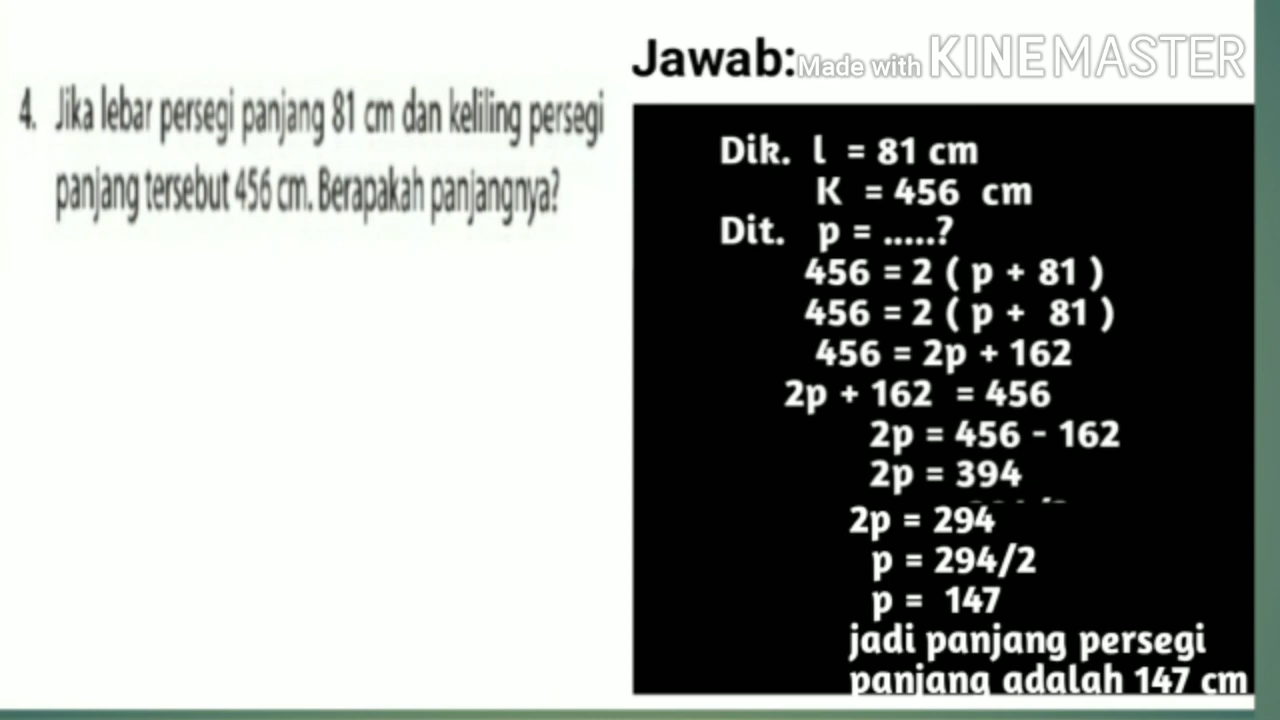 4. Jika lebar persegi panjang 81 cm dan keliling persegi
panjang tersebut 456 cm. Berapakah panjangnya?
Jawab:
Made with KINEMASTER
Dik. l = 81 cm
K = 456 cm
Dit. p = .....?
456 = 2 ( p + 81 )
456 = 2 ( p + 81 )
456 = 2p + 162
2p + 162 = 456
2p = 456 - 162
2p = 394
2p = 294
p = 294/2
p = 147
jadi panjang persegi
panjang adalah 147 cm